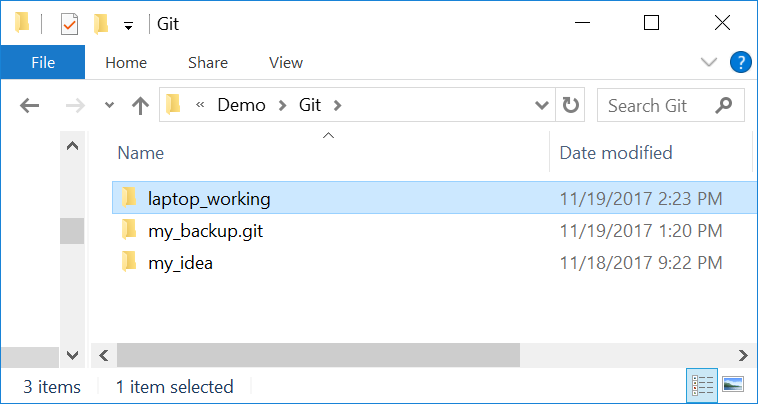 Git
File Home Share View ?
« Demo > Git > Search Git
Name Date modified
laptop_working 11/19/2017 2:23 PM
my_backup.git 11/19/2017 1:20 PM
my_idea 11/18/2017 9:22 PM
3 items 1 item selected